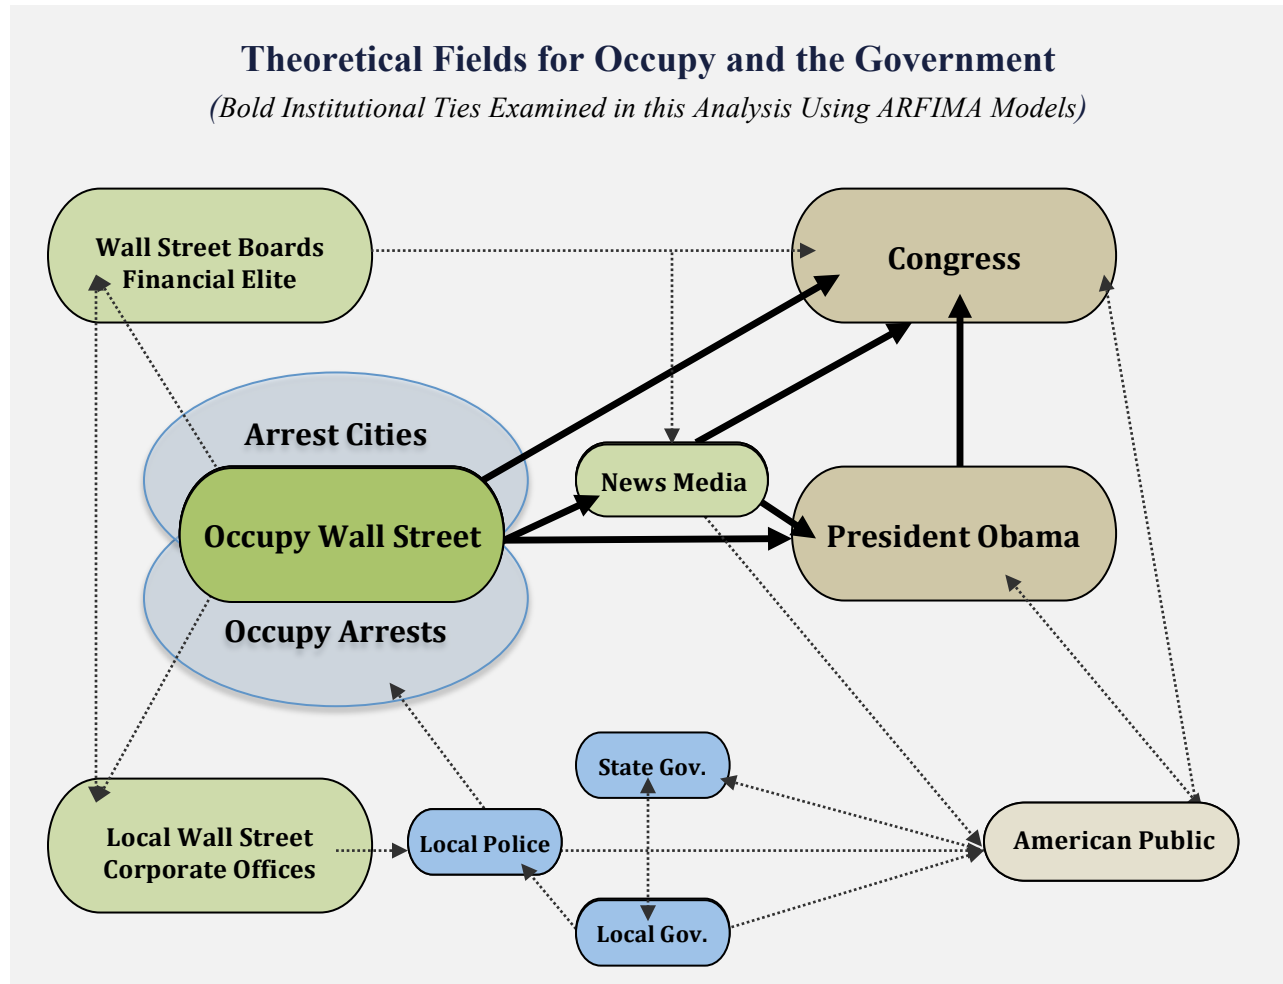 Theoretical Fields for Occupy and the Government
(Bold Institutional Ties Examined in this Analysis Using ARFIMA Models)
Wall Street Boards
Financial Elite
Congress
Arrest Cities
News Media
Occupy Wall Street
President Obama
Occupy Arrests
State Gov.
Local Wall Street
Corporate Offices
Local Police
American Public
Local Gov.